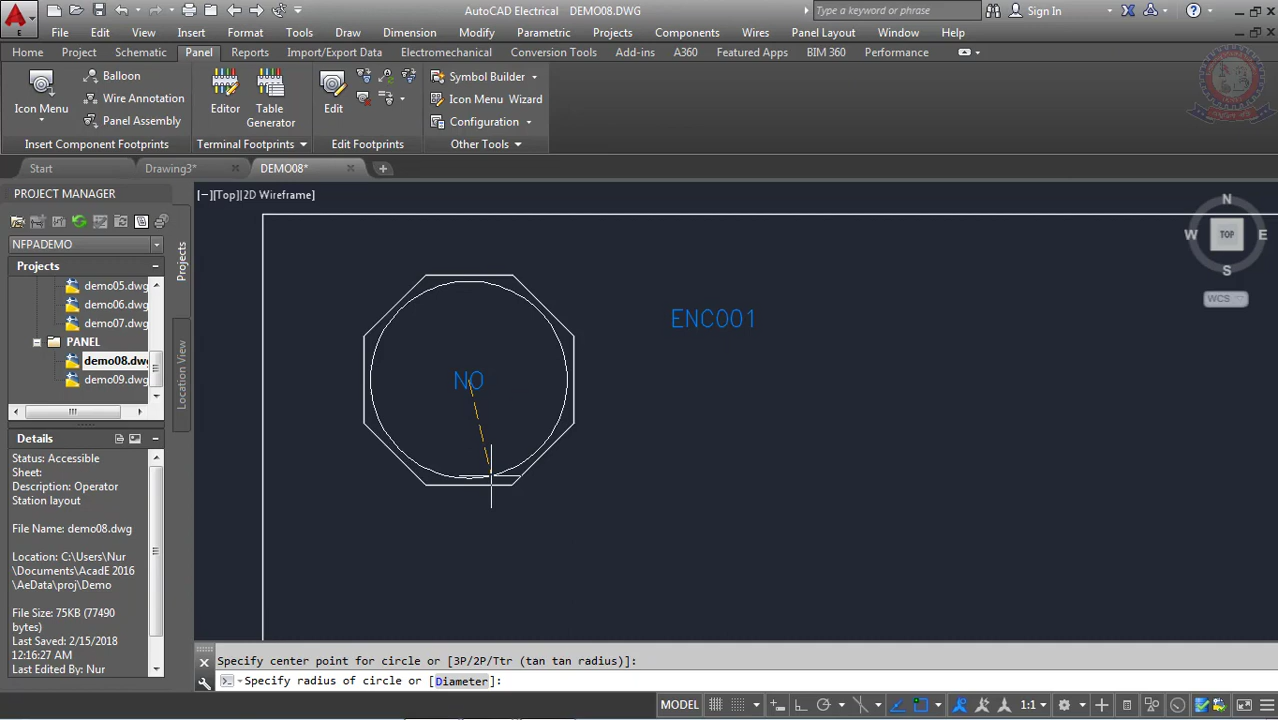 AutoCAD Electrical DEMO08.DWG
Type a keyword or phrase
Sign In
E
File Edit View Insert Format Tools Draw Dimension Modify Parametric Projects Components Wires Panel Layout Window Help
Home Project Schematic Panel Reports Import/Export Data Electromechanical Conversion Tools Add-ins A360 Featured Apps BIM 360 Performance
Icon Menu
Balloon
Wire Annotation
Panel Assembly
Editor
Table Generator
Edit
Symbol Builder
Icon Menu Wizard
Configuration
Insert Component Footprints
Terminal Footprints
Edit Footprints
Other Tools
Start
Drawing3*
DEMO08*
PROJECT MANAGER
NFPADEMO
Projects
demo05.dwg
demo06.dwg
demo07.dwg
PANEL
demo08.dwg
demo09.dwg
Details
Status: Accessible
Sheet:
Description: Operator
Station layout
File Name: demo08.dwg
Location: C:\Users\Nur
\Documents\AcadE 2016
\AeData\proj\Demo
File Size: 75KB (77490
bytes)
Last Saved: 2/15/2018
12:16:27 AM
Last Edited By: Nur
Projects
Location View
[−][Top][2D Wireframe]
NO
ENC001
N
W
TOP
E
S
WCS
Specify center point for circle or [3P/2P/Ttr (tan tan radius)]:
Specify radius of circle or [Diameter]:
MODEL
1:1